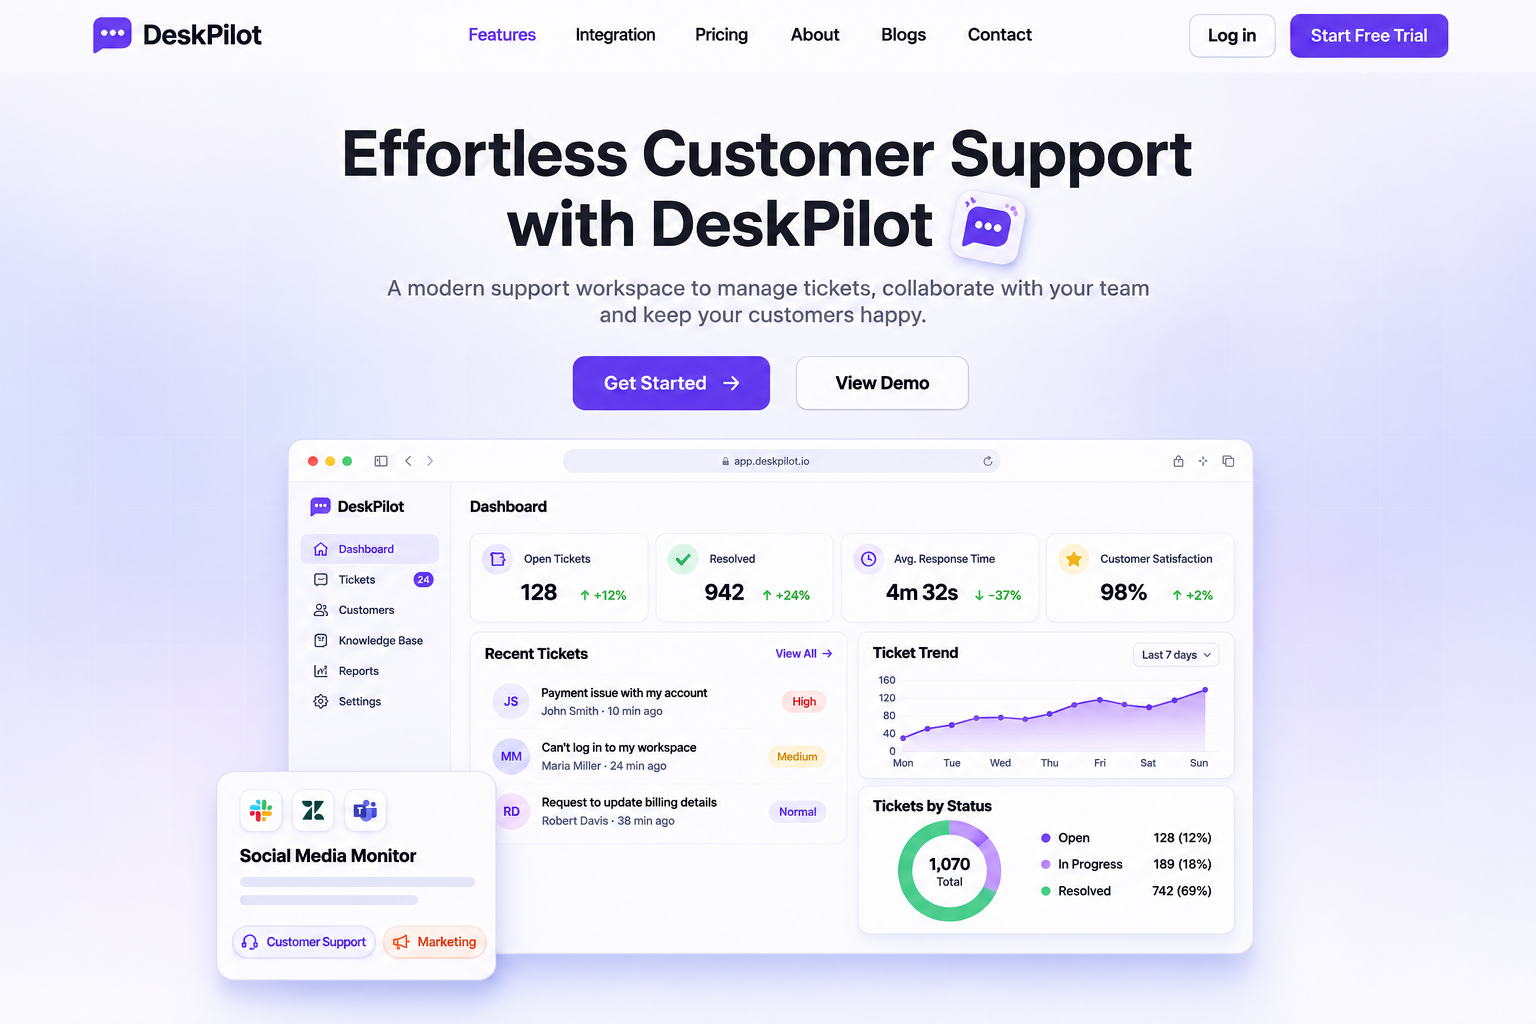 DeskPilot
Features
Integration
Pricing
About
Blogs
Contact
Log in
Start Free Trial
Effortless Customer Support
with DeskPilot
A modern support workspace to manage tickets, collaborate with your team
and keep your customers happy.
Get Started →
View Demo
app.deskpilot.io
DeskPilot
Dashboard
Tickets
24
Customers
Knowledge Base
Reports
Settings
Dashboard
Open Tickets
128 ↑ +12%
Resolved
942 ↑ +24%
Avg. Response Time
4m 32s ↓ -37%
Customer Satisfaction
98% ↑ +2%
Recent Tickets
View All →
JS
Payment issue with my account
John Smith · 10 min ago
High
MM
Can't log in to my workspace
Maria Miller · 24 min ago
Medium
RD
Request to update billing details
Robert Davis · 38 min ago
Normal
Ticket Trend
Last 7 days
160
120
80
40
0
Mon Tue Wed Thu Fri Sat Sun
Tickets by Status
1,070
Total
Open 128 (12%)
In Progress 189 (18%)
Resolved 742 (69%)
T
Social Media Monitor
Customer Support
Marketing